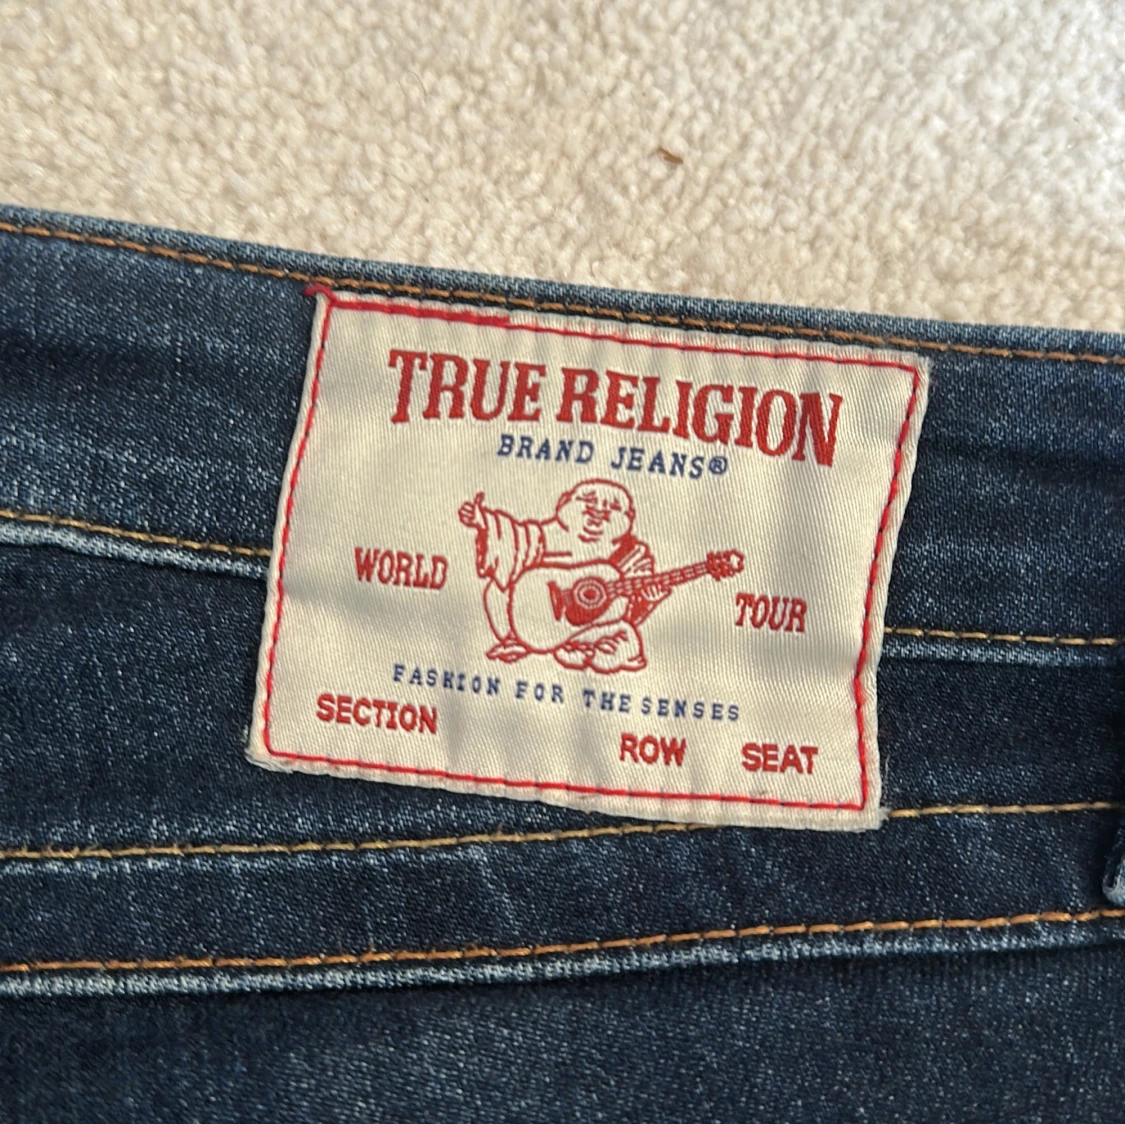 TRUE RELIGION
BRAND JEANS®
WORLD TOUR
FASHION FOR THE SENSES
SECTION ROW SEAT